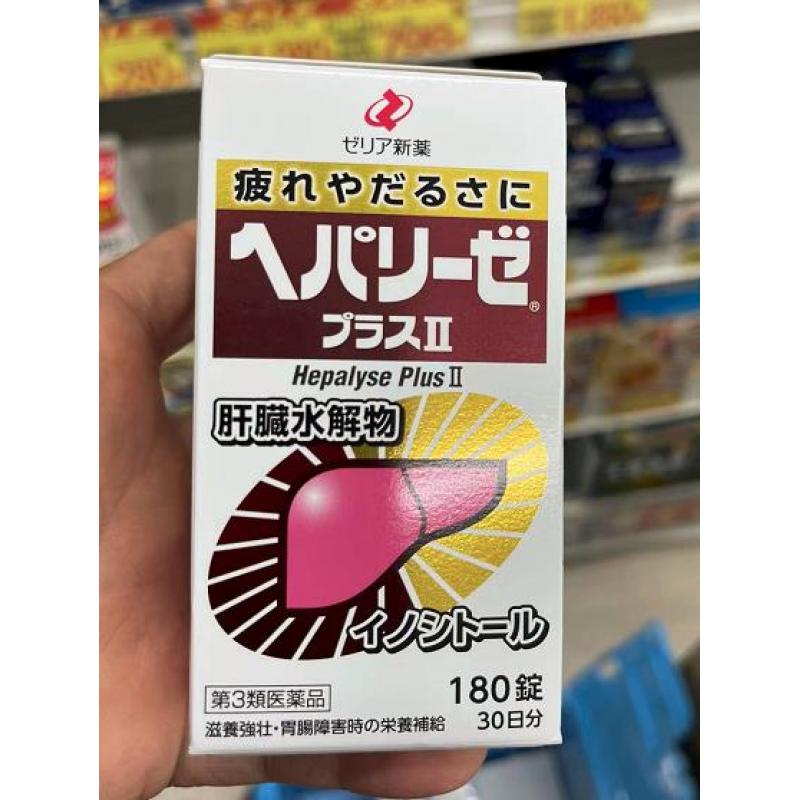 ゼリア新薬
疲れやだるさに
ヘパリーゼ®
プラスⅡ
Hepalyse PlusⅡ
肝臓水解物
イノシトール
第3類医薬品
180錠
滋養強壮・胃腸障害時の栄養補給
30日分